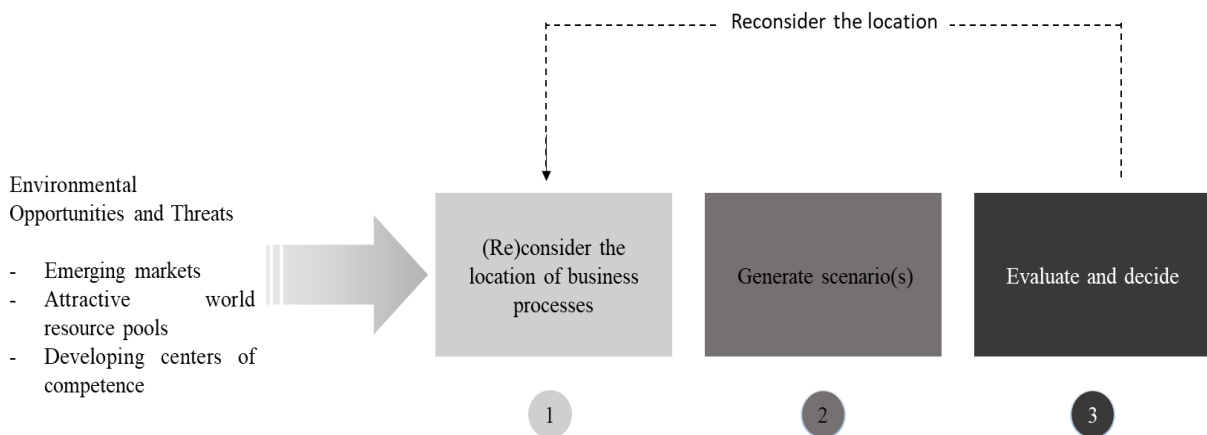 Reconsider the location
Environmental
Opportunities and Threats
- Emerging markets
- Attractive world
resource pools
- Developing centers of
competence
(Re)consider the
location of business
processes
Generate scenario(s)
Evaluate and decide
1
2
3